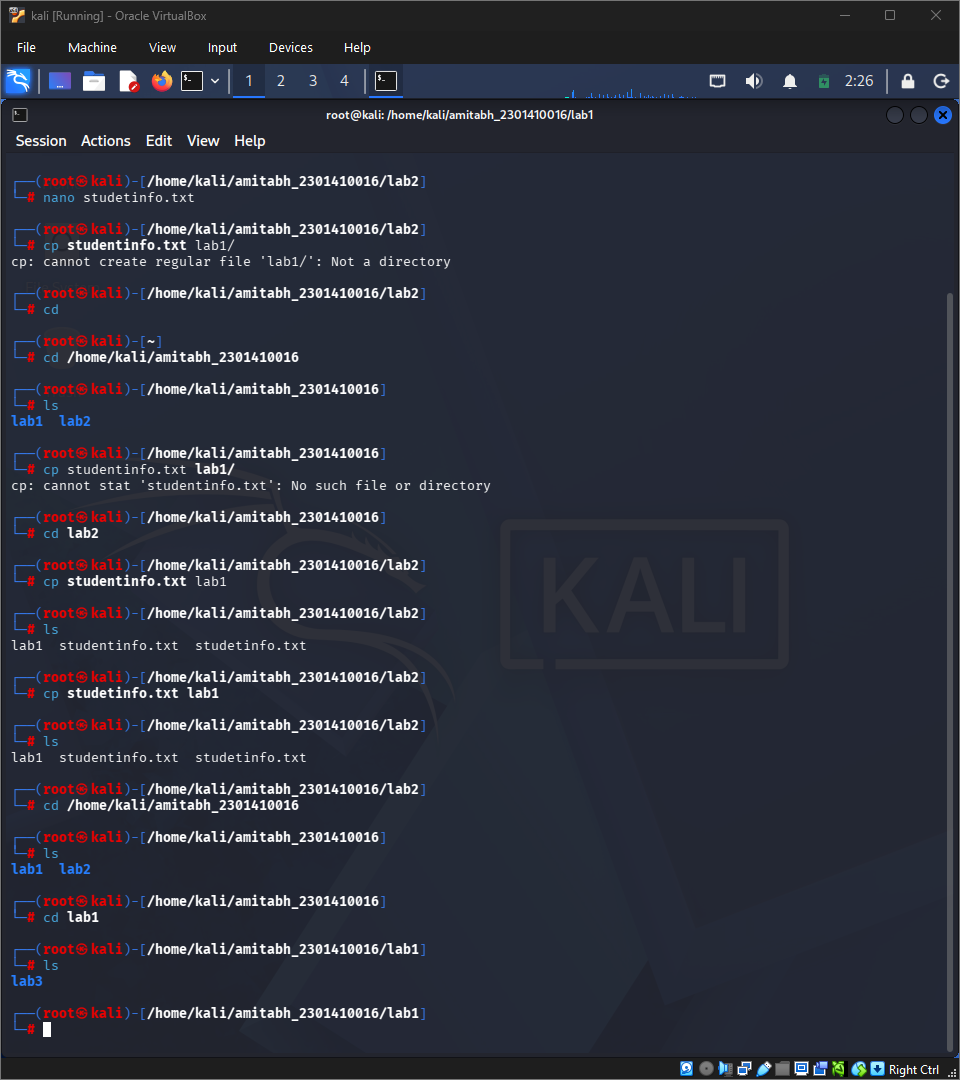 kali [Running] - Oracle VirtualBox
File Machine View Input Devices Help
1 2 3 4 2:26
root@kali: /home/kali/amitabh_2301410016/lab1
Session Actions Edit View Help
┌──(root㉿kali)-[/home/kali/amitabh_2301410016/lab2]
└─# nano studetinfo.txt
┌──(root㉿kali)-[/home/kali/amitabh_2301410016/lab2]
└─# cp studentinfo.txt lab1/
cp: cannot create regular file 'lab1/': Not a directory
┌──(root㉿kali)-[/home/kali/amitabh_2301410016/lab2]
└─# cd
┌──(root㉿kali)-[~]
└─# cd /home/kali/amitabh_2301410016
┌──(root㉿kali)-[/home/kali/amitabh_2301410016]
└─# ls
lab1  lab2
┌──(root㉿kali)-[/home/kali/amitabh_2301410016]
└─# cp studentinfo.txt lab1/
cp: cannot stat 'studentinfo.txt': No such file or directory
┌──(root㉿kali)-[/home/kali/amitabh_2301410016]
└─# cd lab2
┌──(root㉿kali)-[/home/kali/amitabh_2301410016/lab2]
└─# cp studentinfo.txt lab1
┌──(root㉿kali)-[/home/kali/amitabh_2301410016/lab2]
└─# ls
lab1  studentinfo.txt  studetinfo.txt
┌──(root㉿kali)-[/home/kali/amitabh_2301410016/lab2]
└─# cp studetinfo.txt lab1
┌──(root㉿kali)-[/home/kali/amitabh_2301410016/lab2]
└─# ls
lab1  studentinfo.txt  studetinfo.txt
┌──(root㉿kali)-[/home/kali/amitabh_2301410016/lab2]
└─# cd /home/kali/amitabh_2301410016
┌──(root㉿kali)-[/home/kali/amitabh_2301410016]
└─# ls
lab1  lab2
┌──(root㉿kali)-[/home/kali/amitabh_2301410016]
└─# cd lab1
┌──(root㉿kali)-[/home/kali/amitabh_2301410016/lab1]
└─# ls
lab3
┌──(root㉿kali)-[/home/kali/amitabh_2301410016/lab1]
└─#
KALI
Right Ctrl